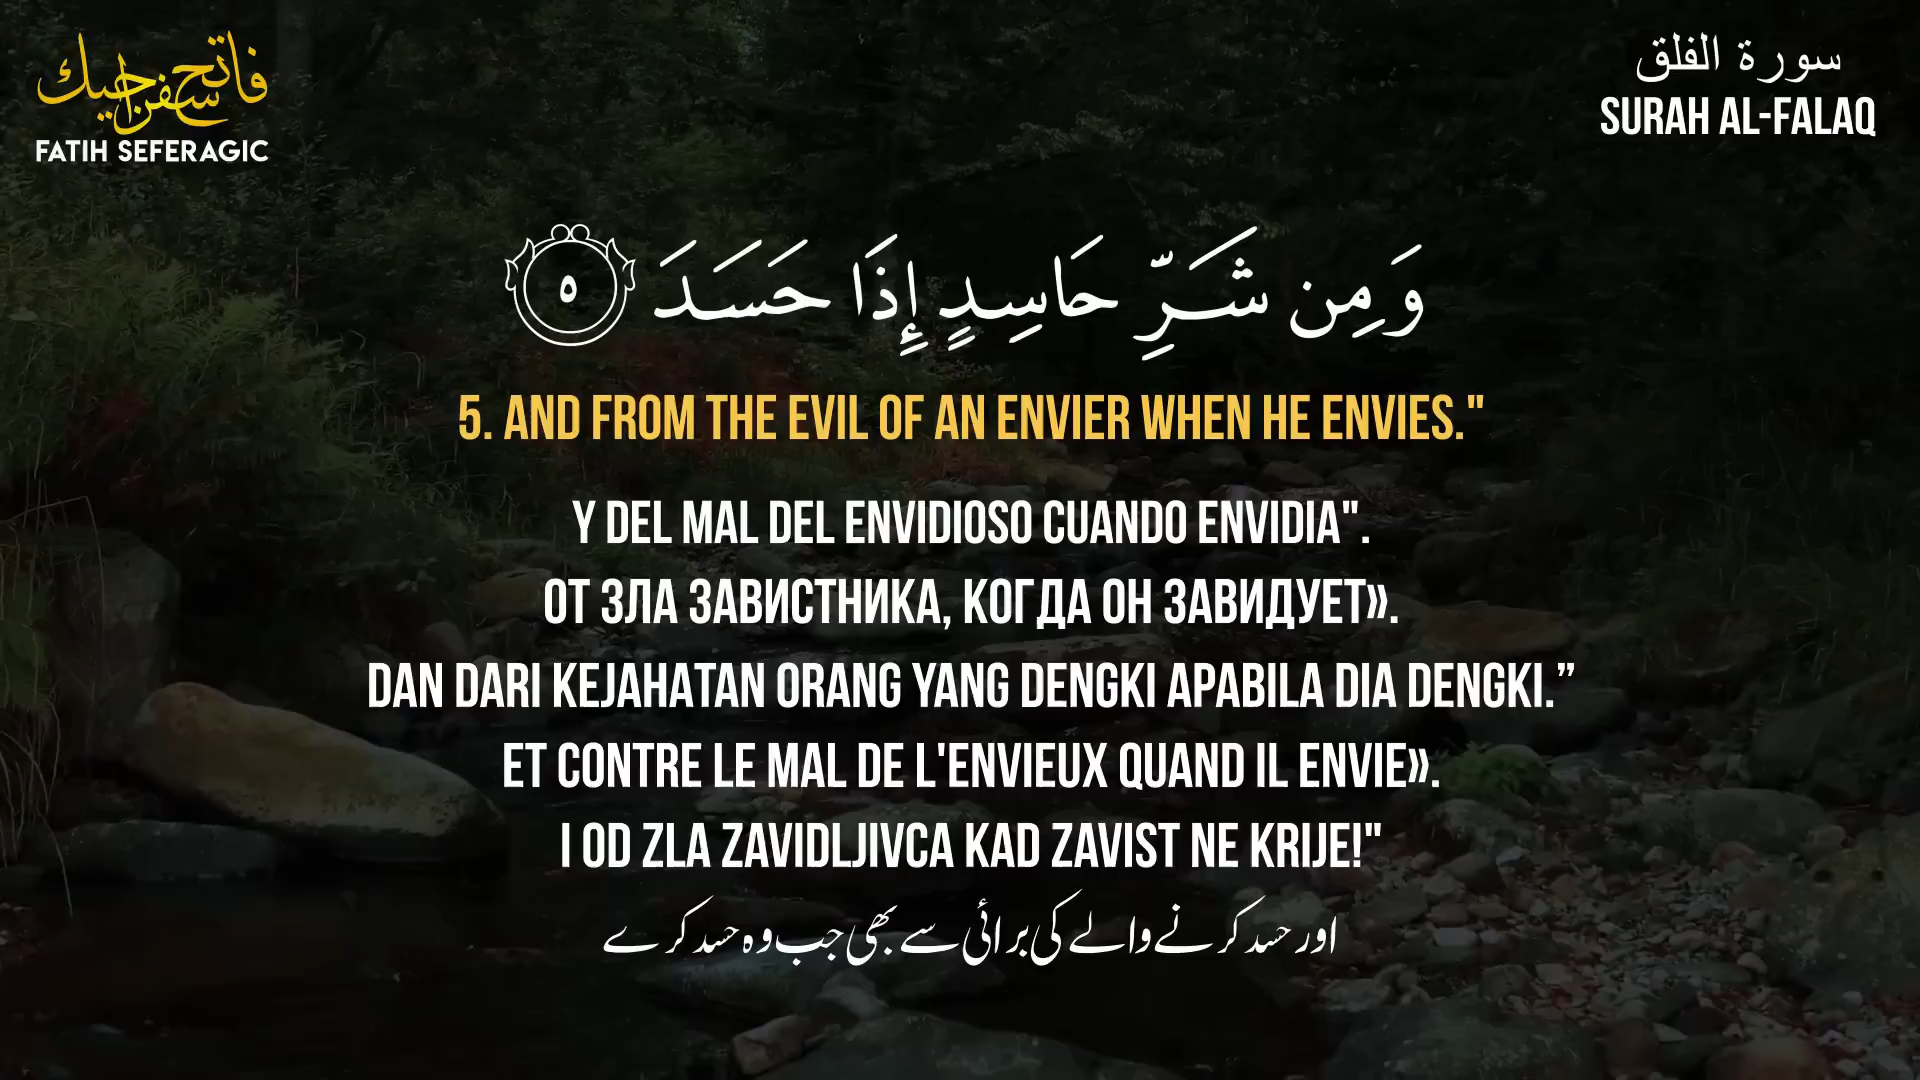 فاتح سفراجيك
FATIH SEFERAGIC
سورة الفلق
SURAH AL-FALAQ
وَمِن شَرِّ حَاسِدٍ إِذَا حَسَدَ ٥
5. AND FROM THE EVIL OF AN ENVIER WHEN HE ENVIES."
Y DEL MAL DEL ENVIDIOSO CUANDO ENVIDIA".
ОТ ЗЛА ЗАВИСТНИКА, КОГДА ОН ЗАВИДУЕТ».
DAN DARI KEJAHATAN ORANG YANG DENGKI APABILA DIA DENGKI.”
ET CONTRE LE MAL DE L'ENVIEUX QUAND IL ENVIE».
I OD ZLA ZAVIDLJIVCA KAD ZAVIST NE KRIJE!"
اور حسد کرنے والے کی برائی سے بھی جب وہ حسد کرے